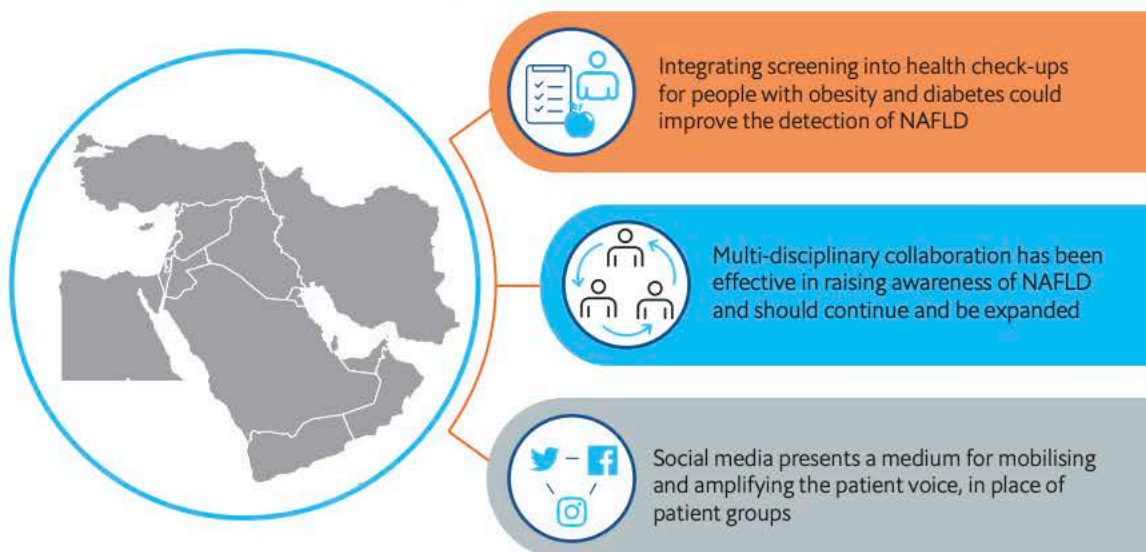 Integrating screening into health check-ups
for people with obesity and diabetes could
improve the detection of NAFLD
Multi-disciplinary collaboration has been
effective in raising awareness of NAFLD
and should continue and be expanded
Social media presents a medium for mobilising
and amplifying the patient voice, in place of
patient groups